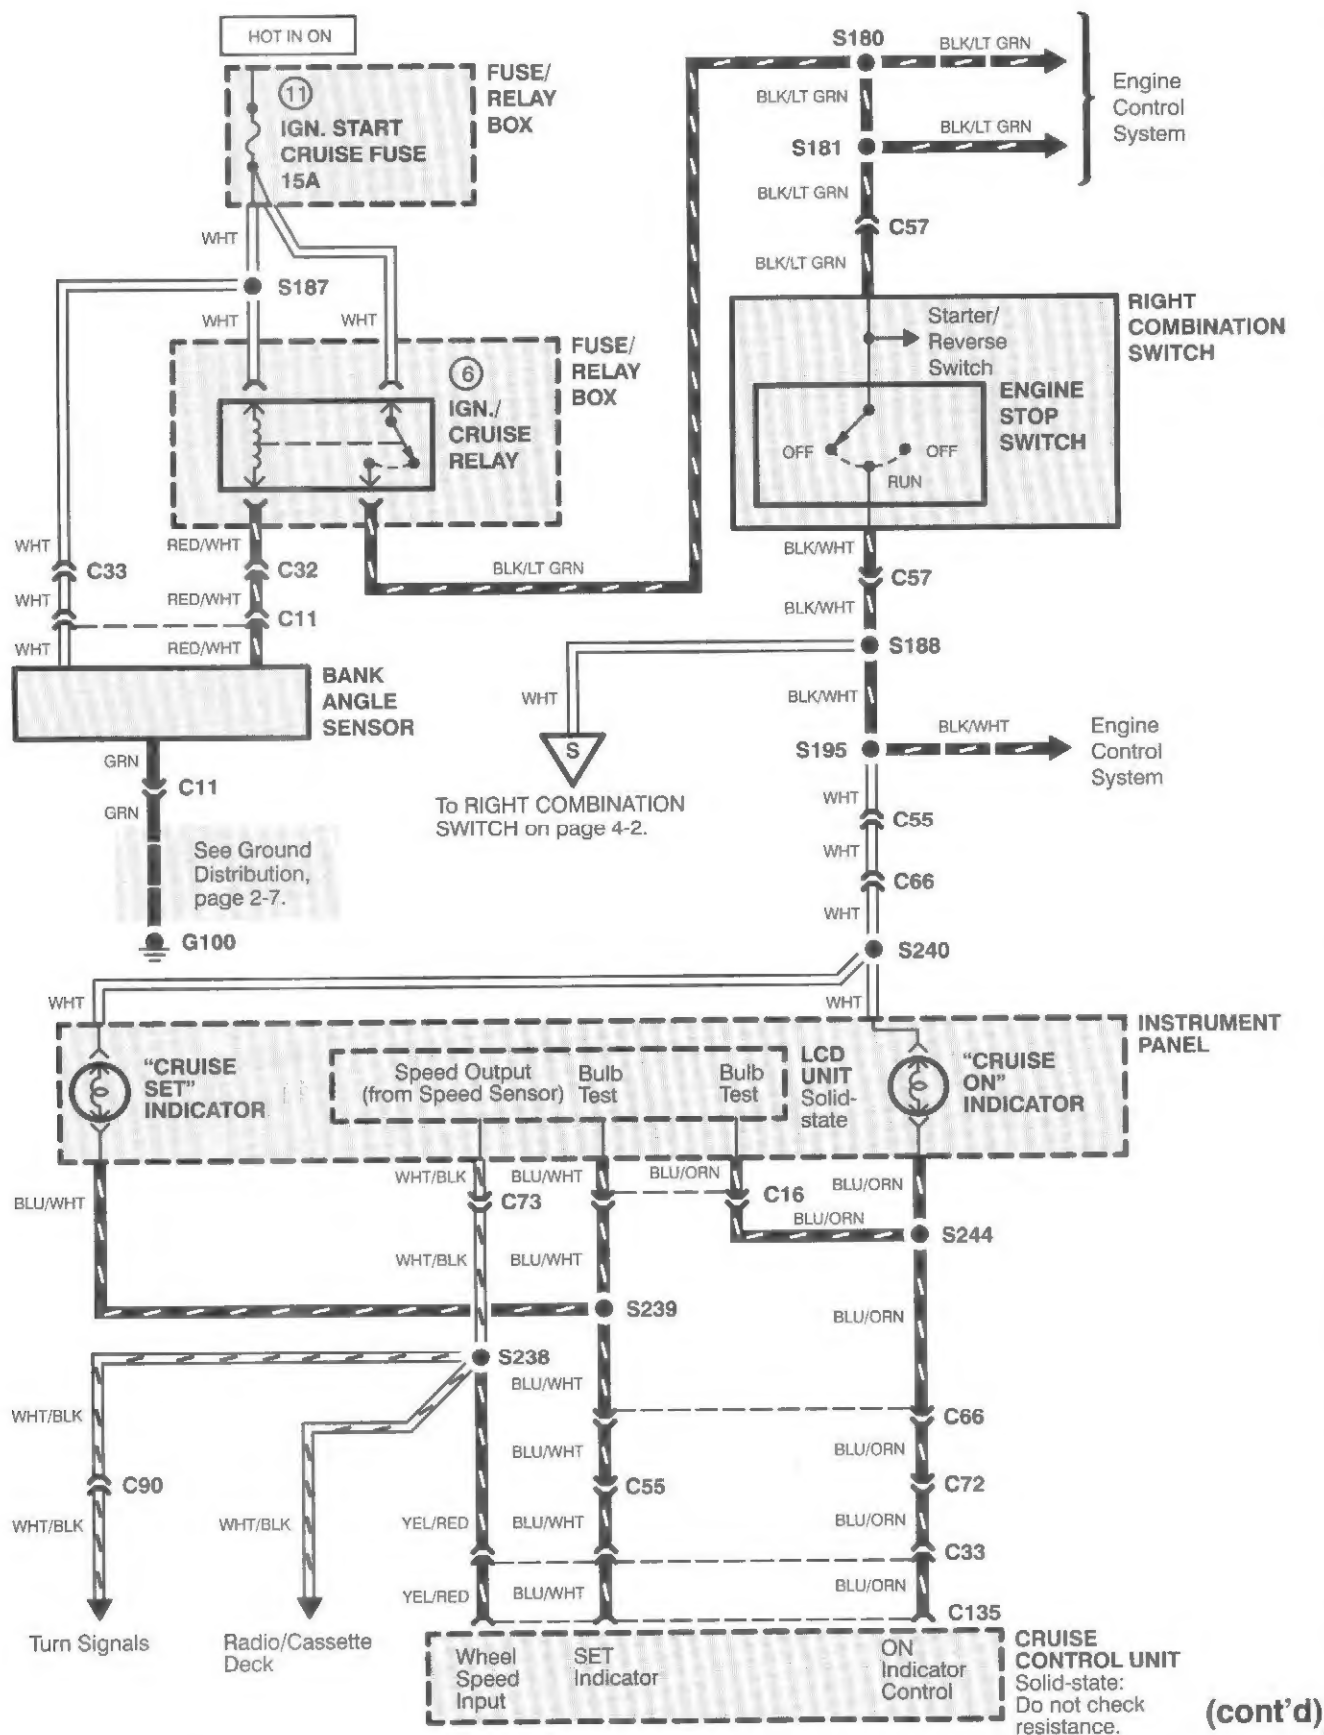 HOT IN ON
11
IGN. START
CRUISE FUSE
15A
FUSE/
RELAY
BOX
S180
BLK/LT GRN
Engine
Control
System
BLK/LT GRN
BLK/LT GRN
S181
BLK/LT GRN
C57
BLK/LT GRN
WHT
S187
WHT
WHT
FUSE/
RELAY
BOX
6
IGN./
CRUISE
RELAY
RIGHT
COMBINATION
SWITCH
Starter/
Reverse
Switch
ENGINE
STOP
SWITCH
OFF
OFF
RUN
WHT
C33
RED/WHT
C32
BLK/LT GRN
BLK/WHT
C57
WHT
RED/WHT
C11
BLK/WHT
WHT
RED/WHT
S188
BANK
ANGLE
SENSOR
WHT
BLK/WHT
S
S195
BLK/WHT
Engine
Control
System
GRN
C11
GRN
To RIGHT COMBINATION
SWITCH on page 4-2.
WHT
C55
WHT
See Ground
Distribution,
page 2-7.
C66
WHT
G100
S240
WHT
WHT
INSTRUMENT
PANEL
"CRUISE
SET"
INDICATOR
Speed Output
(from Speed Sensor)
Bulb
Test
Bulb
Test
LCD
UNIT
Solid-
state
"CRUISE
ON"
INDICATOR
BLU/WHT
WHT/BLK
C73
BLU/WHT
BLU/ORN
C16
BLU/ORN
BLU/ORN
S244
WHT/BLK
BLU/WHT
S239
BLU/ORN
S238
BLU/WHT
WHT/BLK
C66
BLU/WHT
BLU/ORN
C90
C55
C72
WHT/BLK
WHT/BLK
YEL/RED
BLU/WHT
BLU/ORN
C33
YEL/RED
BLU/WHT
BLU/ORN
C135
Turn Signals
Radio/Cassette
Deck
Wheel
Speed
Input
SET
Indicator
ON
Indicator
Control
CRUISE
CONTROL UNIT
Solid-state:
Do not check
resistance.
(cont'd)